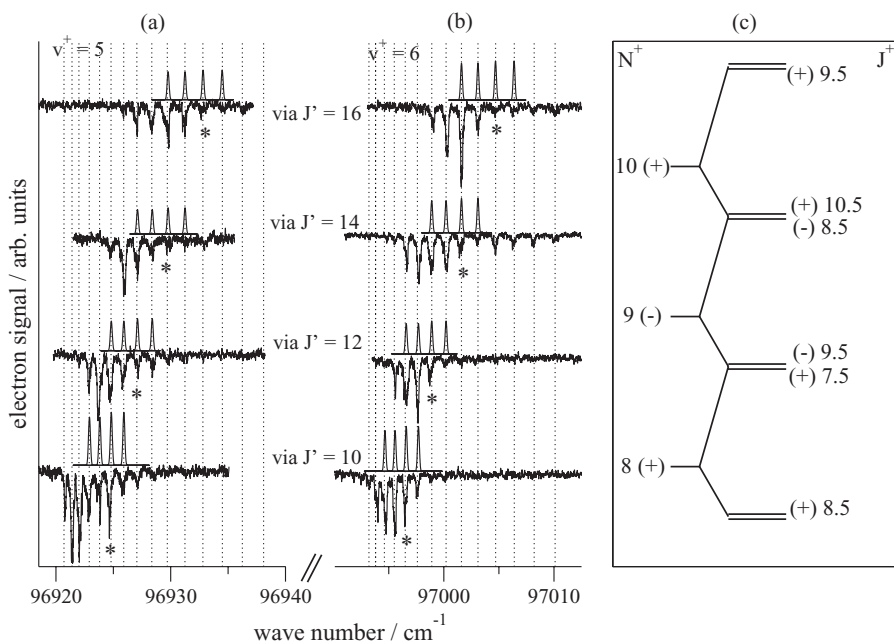 (a)
(b)
(c)
v⁺ = 5
v⁺ = 6
N⁺
J⁺
via J' = 16
*
*
via J' = 14
*
*
via J' = 12
*
*
via J' = 10
*
*
(+) 9.5
10 (+)
(+) 10.5
(-) 8.5
9 (-)
(-) 9.5
(+) 7.5
8 (+)
(+) 8.5
electron signal / arb. units
96920
96930
96940
97000
97010
wave number / cm⁻¹